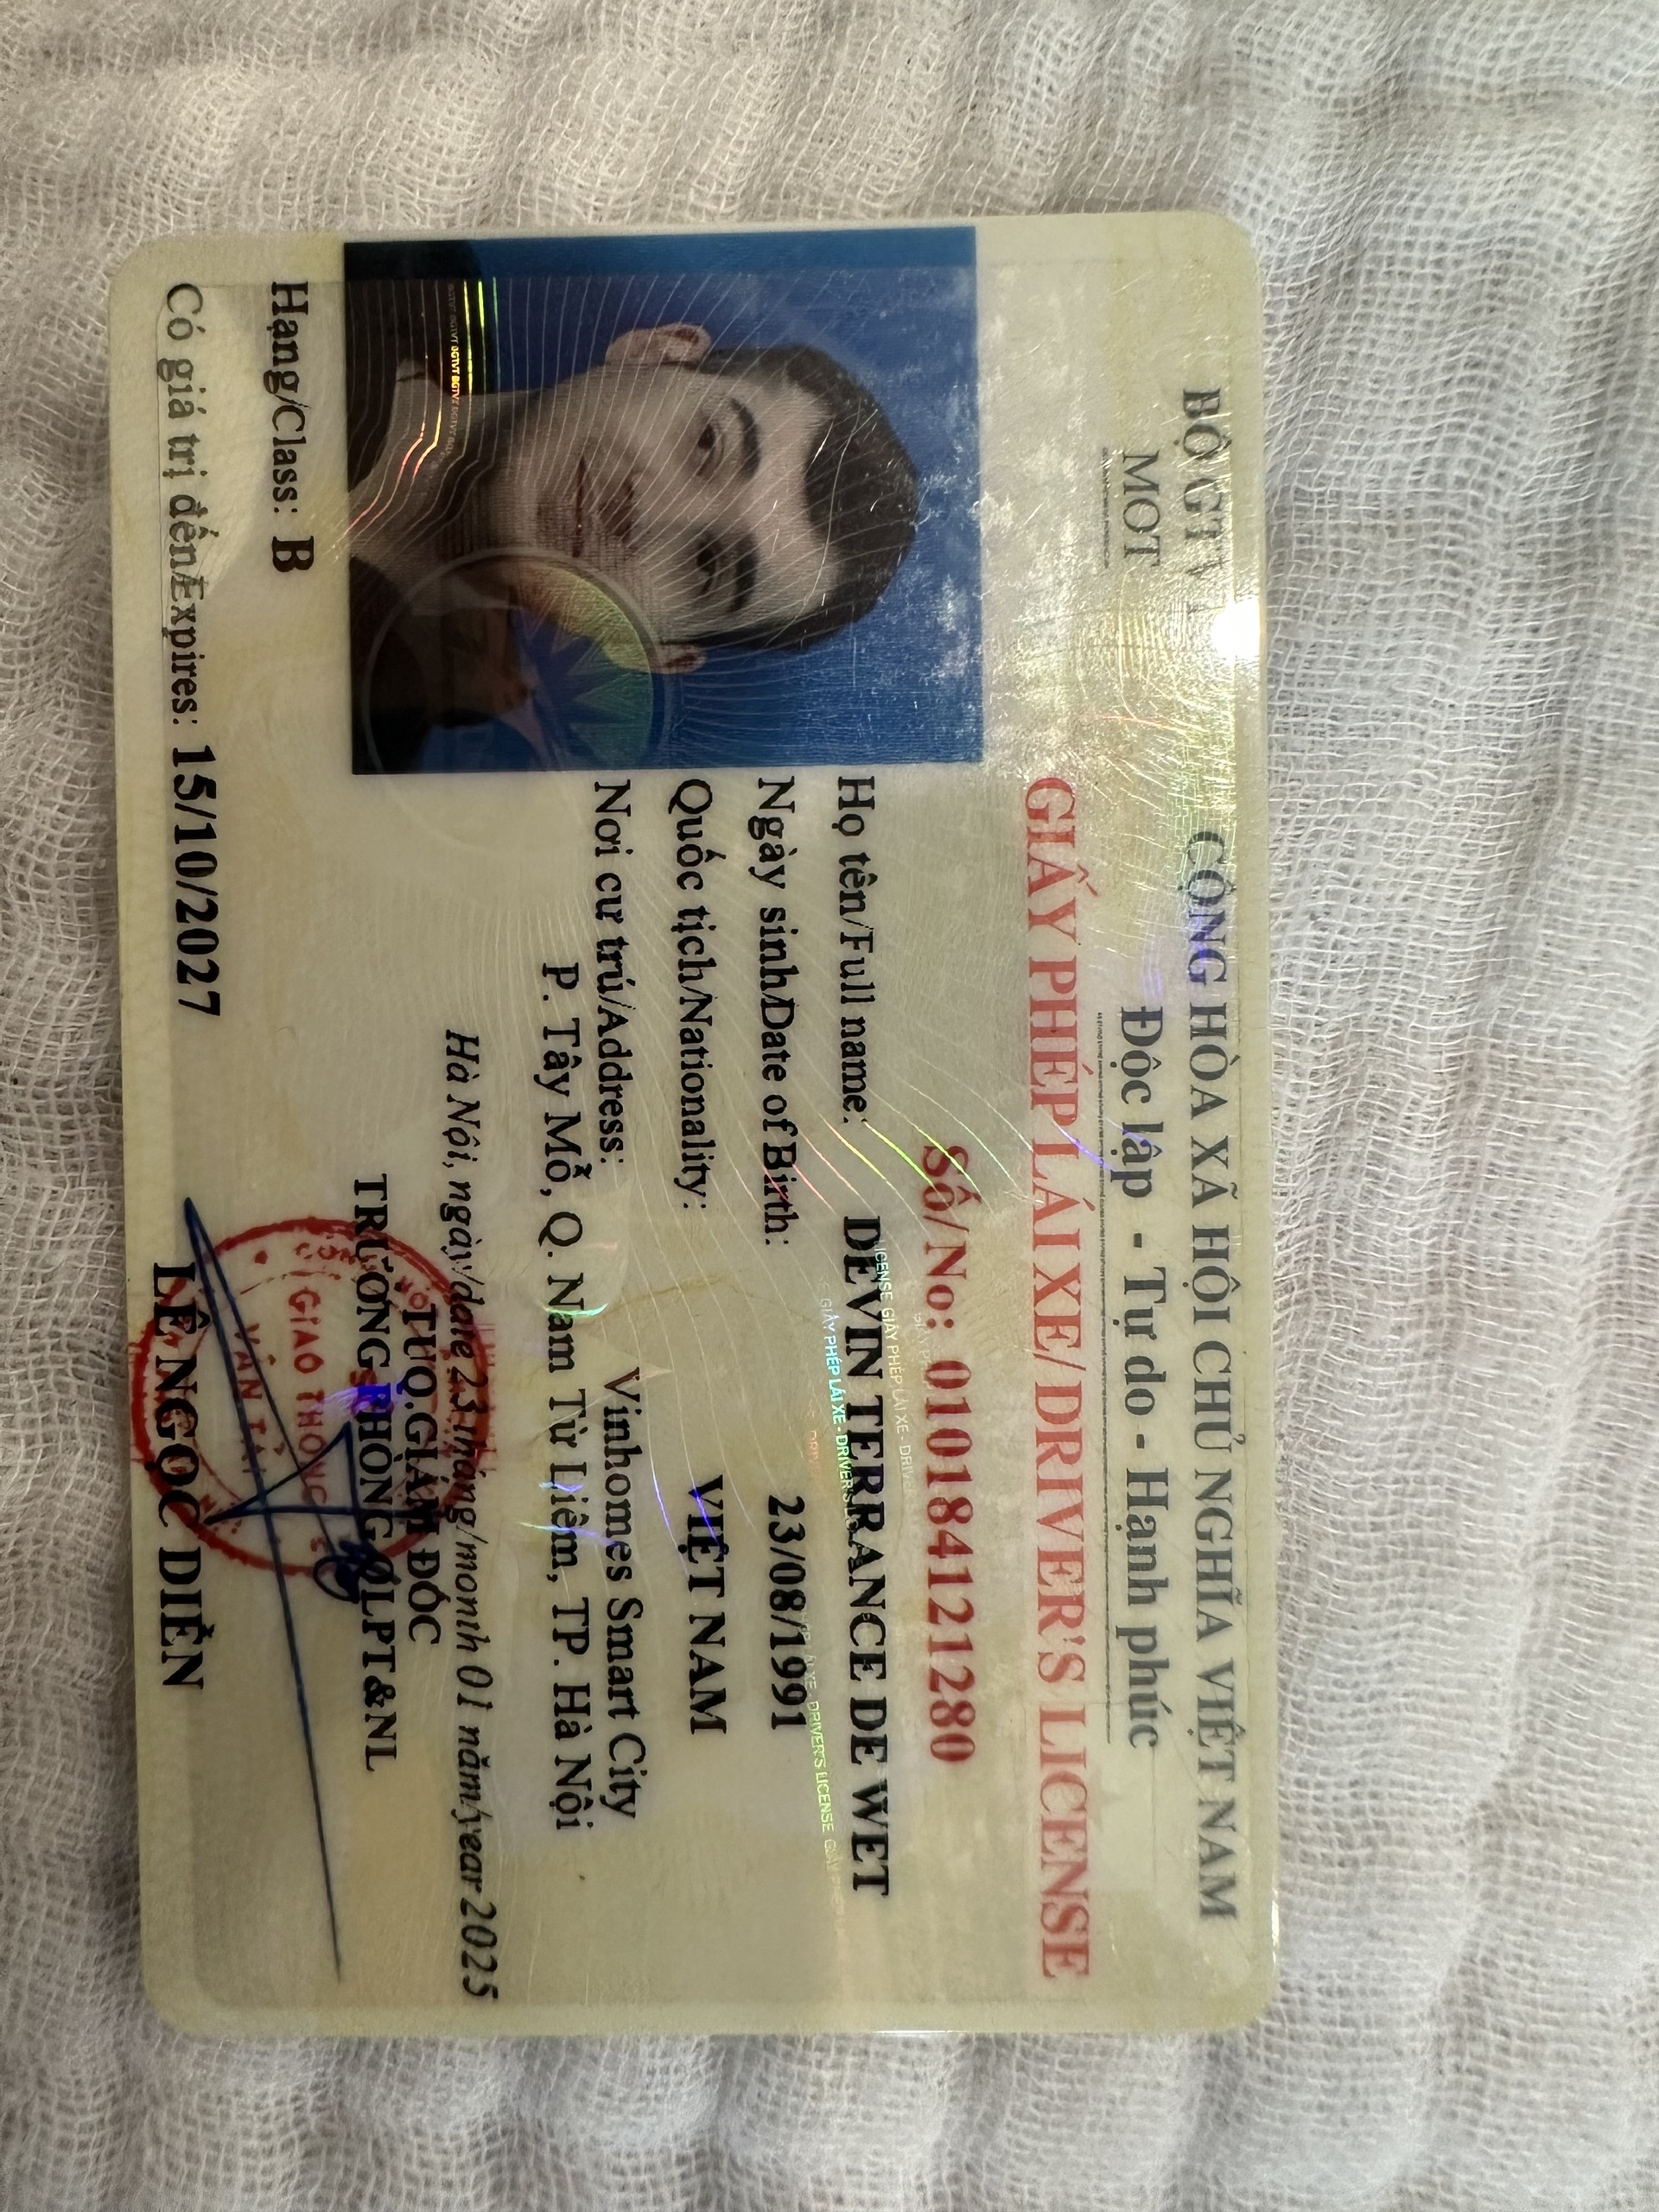 BỘ GTVT
MOT
CỘNG HÒA XÃ HỘI CHỦ NGHĨA VIỆT NAM
Độc lập - Tự do - Hạnh phúc
GIẤY PHÉP LÁI XE/ DRIVER'S LICENSE
Số/No: 010184121280
Họ tên/Full name: DEVIN TERRANCE DE WET
Ngày sinh/Date of Birth: 23/08/1991
Quốc tịch/Nationality: VIỆT NAM
Nơi cư trú/Address: Vinhomes Smart City
P. Tây Mỗ, Q. Nam Từ Liêm, TP. Hà Nội
Hà Nội, ngày/date 23 tháng/month 01 năm/year 2025
TUQ.GIÁM ĐỐC
TRƯỞNG PHÒNG QLPT&NL
GIAO THÔNG
VẬN TẢI
LÊ NGỌC DIỄN
Hạng/Class: B
Có giá trị đến/Expires: 15/10/2027